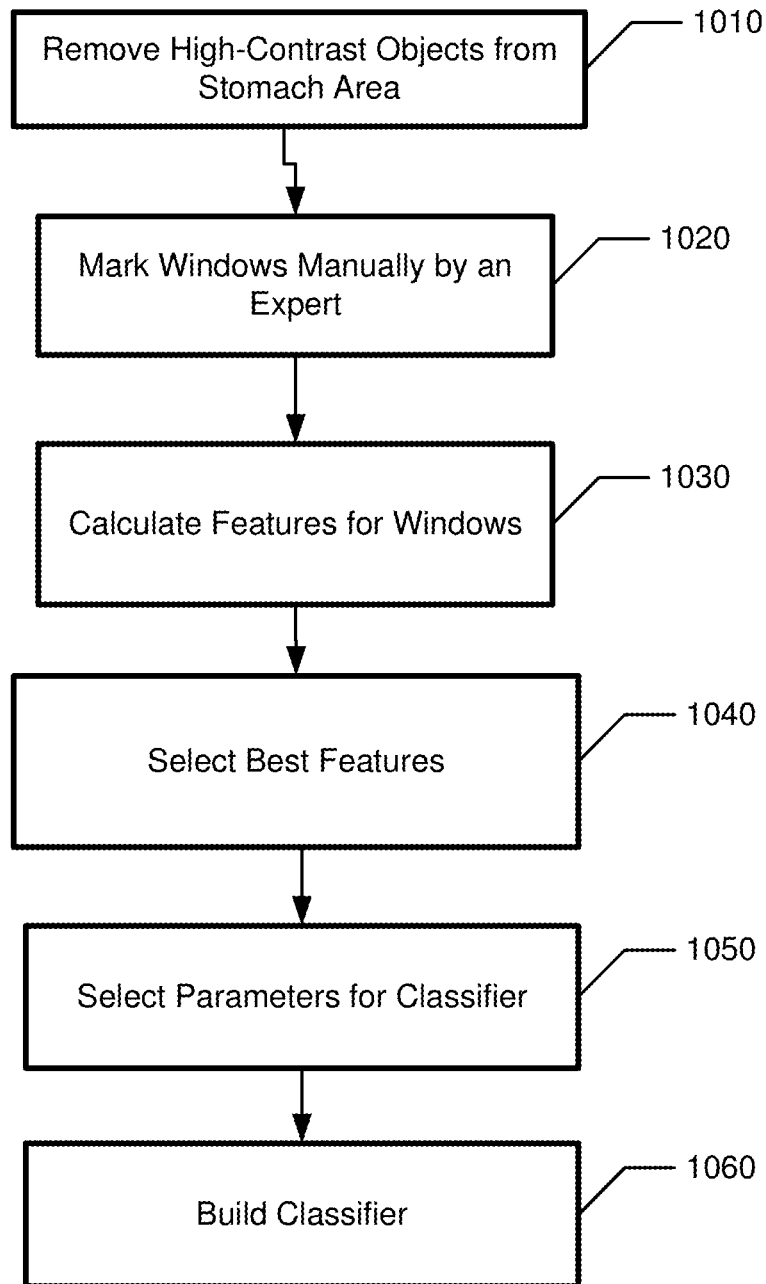 Remove High-Contrast Objects from
Stomach Area
1010
Mark Windows Manually by an
Expert
1020
Calculate Features for Windows
1030
Select Best Features
1040
Select Parameters for Classifier
1050
Build Classifier
1060